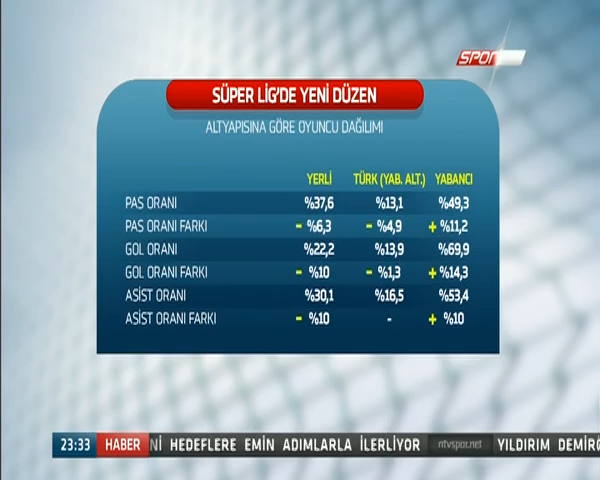 SPOR
SÜPER LİG'DE YENİ DÜZEN
ALTYAPISINA GÖRE OYUNCU DAĞILIMI
YERLİ TÜRK (YAB. ALT.) YABANCI
PAS ORANI %37,6 %13,1 %49,3
PAS ORANI FARKI - %6,3 - %4,9 + %11,2
GOL ORANI %22,2 %13,9 %69,9
GOL ORANI FARKI - %10 - %1,3 + %14,3
ASİST ORANI %30,1 %16,5 %53,4
ASİST ORANI FARKI - %10 - + %10
23:33 HABER Nİ HEDEFLERE EMİN ADIMLARLA İLERLİYOR ntvspor.net YILDIRIM DEMİRÖ